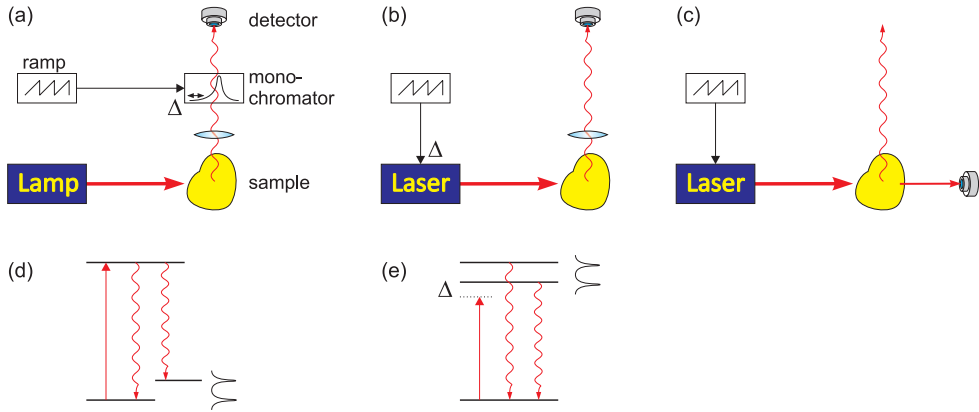 (a)
detector
ramp
mono-
chromator
Δ
Lamp
sample
(b)
Δ
Laser
(c)
Laser
(d)
(e)
Δ